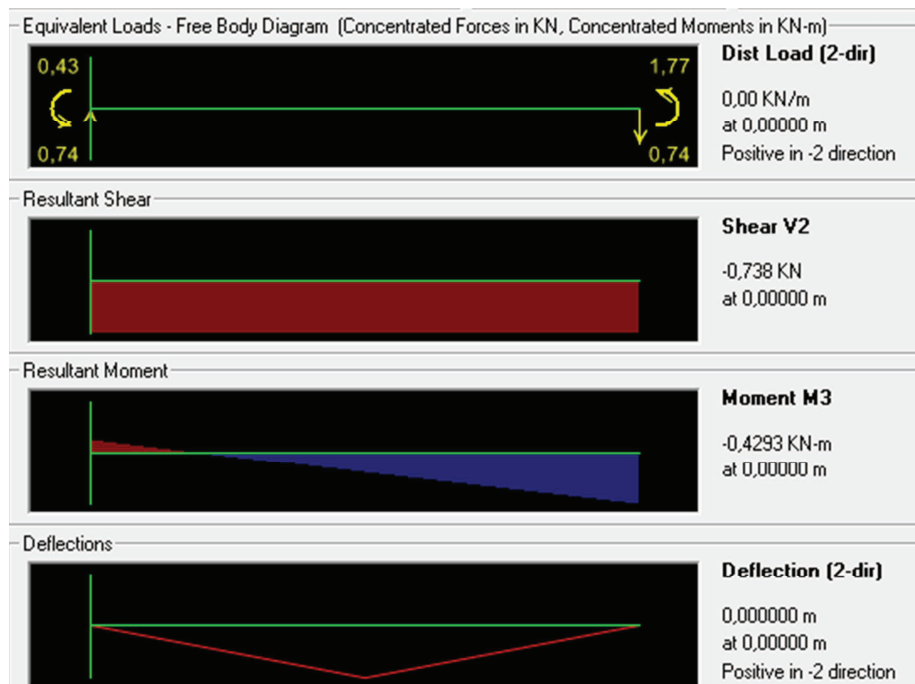 Equivalent Loads - Free Body Diagram (Concentrated Forces in KN, Concentrated Moments in KN-m)
0,43
1,77
0,74
0,74
Dist Load (2-dir)
0,00 KN/m
at 0,00000 m
Positive in -2 direction
Resultant Shear
Shear V2
-0,738 KN
at 0,00000 m
Resultant Moment
Moment M3
-0,4293 KN-m
at 0,00000 m
Deflections
Deflection (2-dir)
0,000000 m
at 0,00000 m
Positive in -2 direction